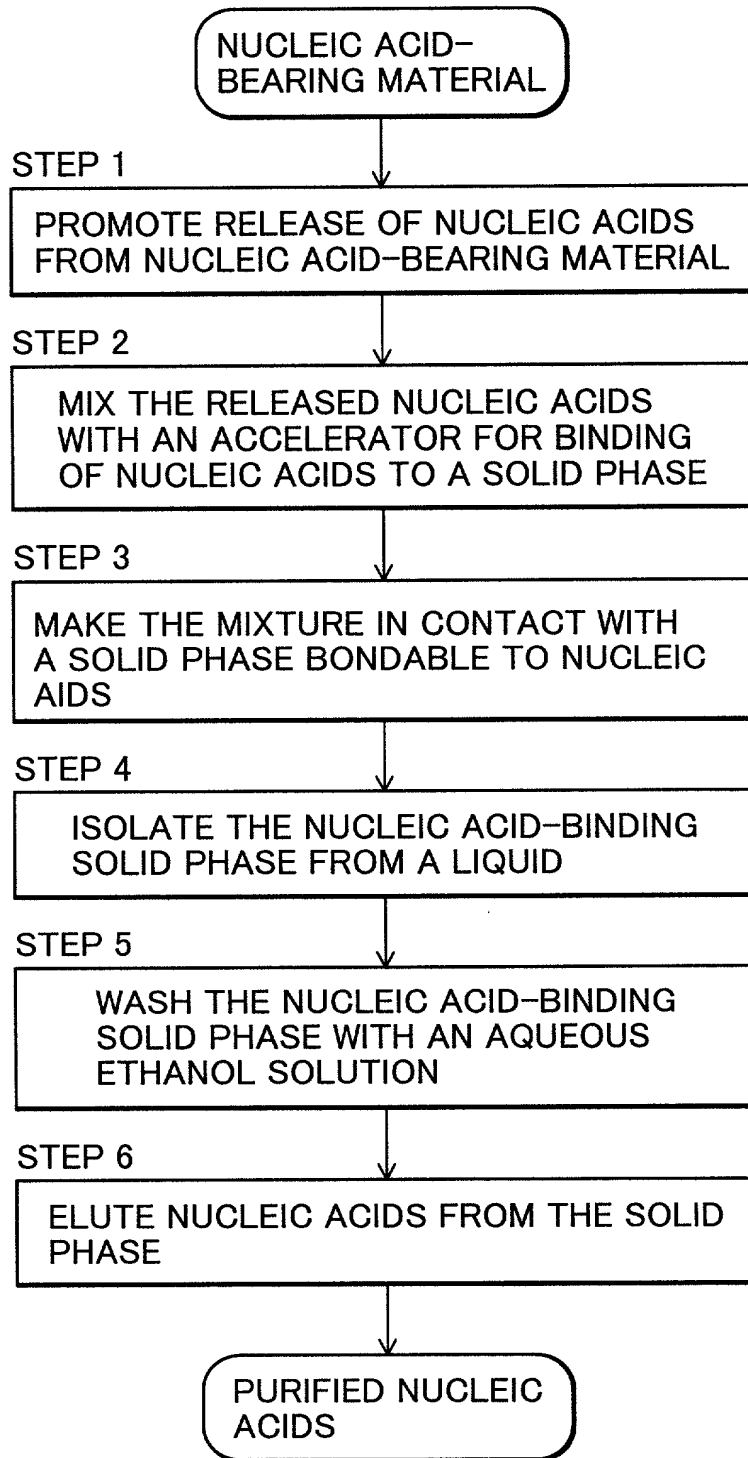 NUCLEIC ACID-
BEARING MATERIAL
STEP 1
PROMOTE RELEASE OF NUCLEIC ACIDS
FROM NUCLEIC ACID-BEARING MATERIAL
STEP 2
MIX THE RELEASED NUCLEIC ACIDS
WITH AN ACCELERATOR FOR BINDING
OF NUCLEIC ACIDS TO A SOLID PHASE
STEP 3
MAKE THE MIXTURE IN CONTACT WITH
A SOLID PHASE BONDABLE TO NUCLEIC
AIDS
STEP 4
ISOLATE THE NUCLEIC ACID-BINDING
SOLID PHASE FROM A LIQUID
STEP 5
WASH THE NUCLEIC ACID-BINDING
SOLID PHASE WITH AN AQUEOUS
ETHANOL SOLUTION
STEP 6
ELUTE NUCLEIC ACIDS FROM THE SOLID
PHASE
PURIFIED NUCLEIC
ACIDS